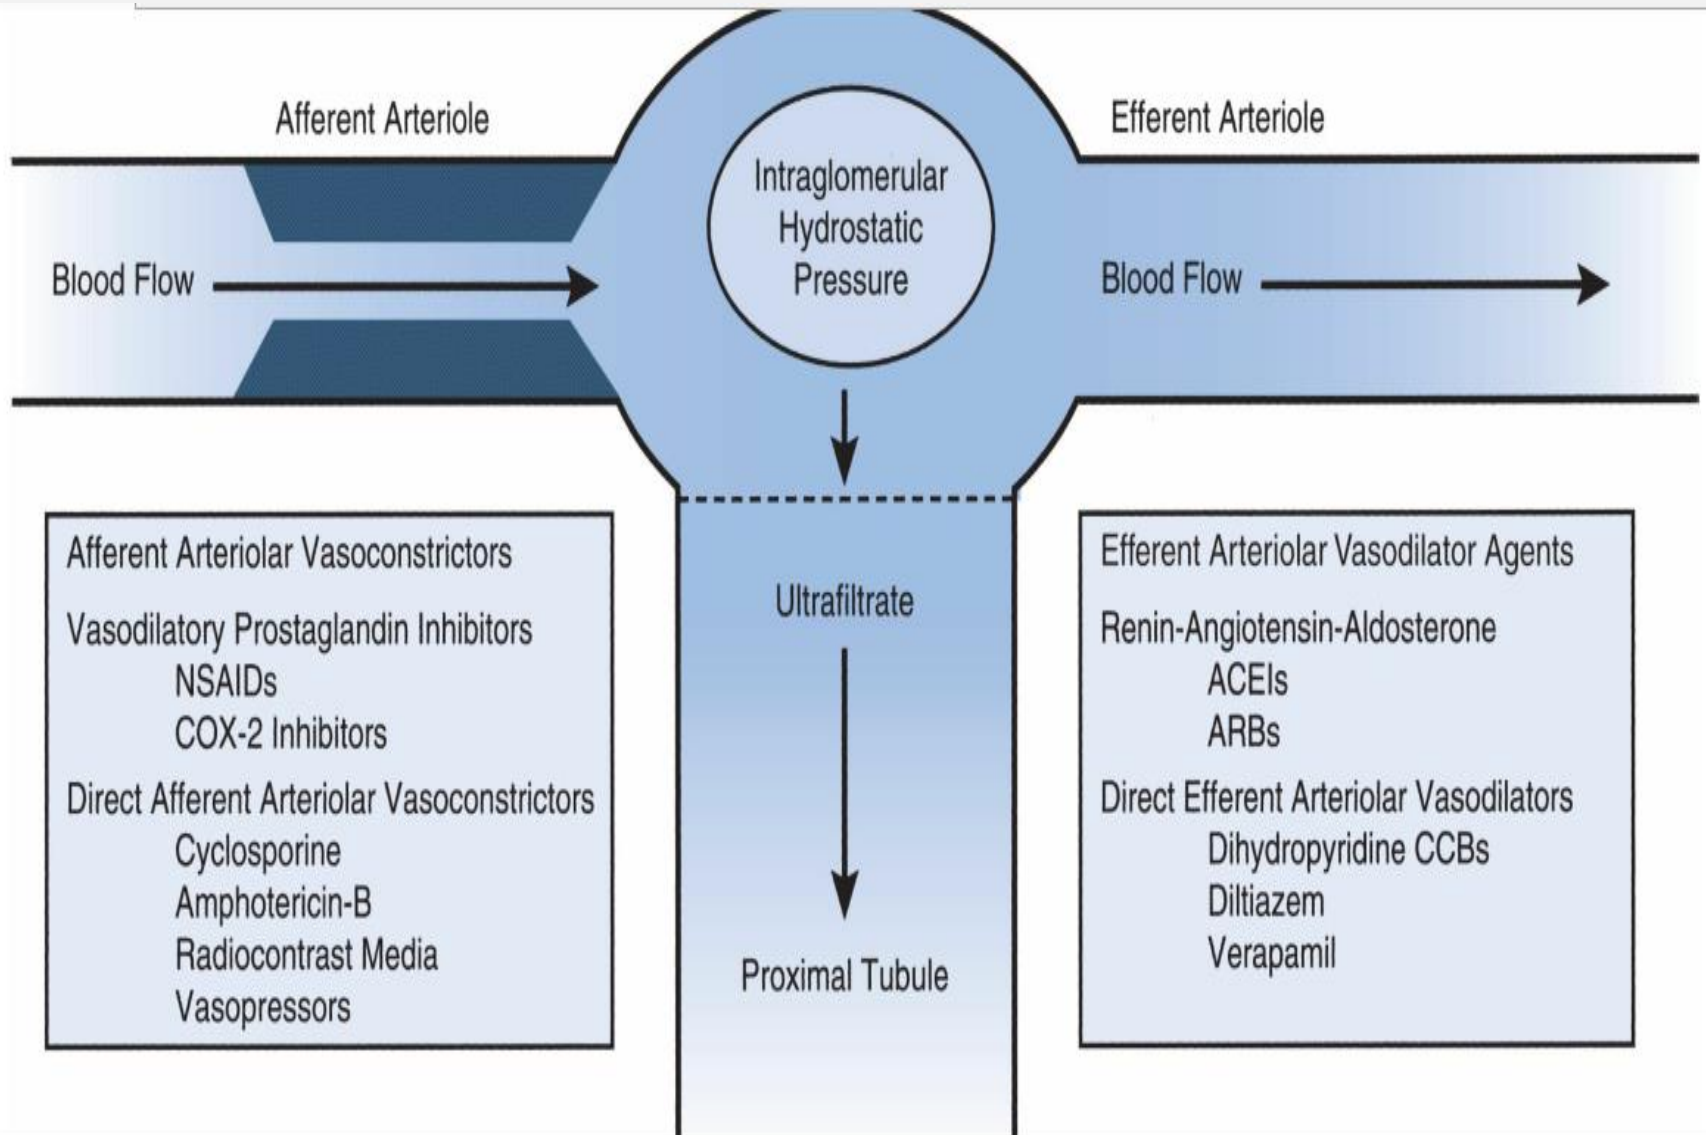 Afferent Arteriole
Efferent Arteriole
Intraglomerular
Hydrostatic
Pressure
Blood Flow
Blood Flow
Afferent Arteriolar Vasoconstrictors
Vasodilatory Prostaglandin Inhibitors
NSAIDs
COX-2 Inhibitors
Direct Afferent Arteriolar Vasoconstrictors
Cyclosporine
Amphotericin-B
Radiocontrast Media
Vasopressors
Ultrafiltrate
Proximal Tubule
Efferent Arteriolar Vasodilator Agents
Renin-Angiotensin-Aldosterone
ACEIs
ARBs
Direct Efferent Arteriolar Vasodilators
Dihydropyridine CCBs
Diltiazem
Verapamil